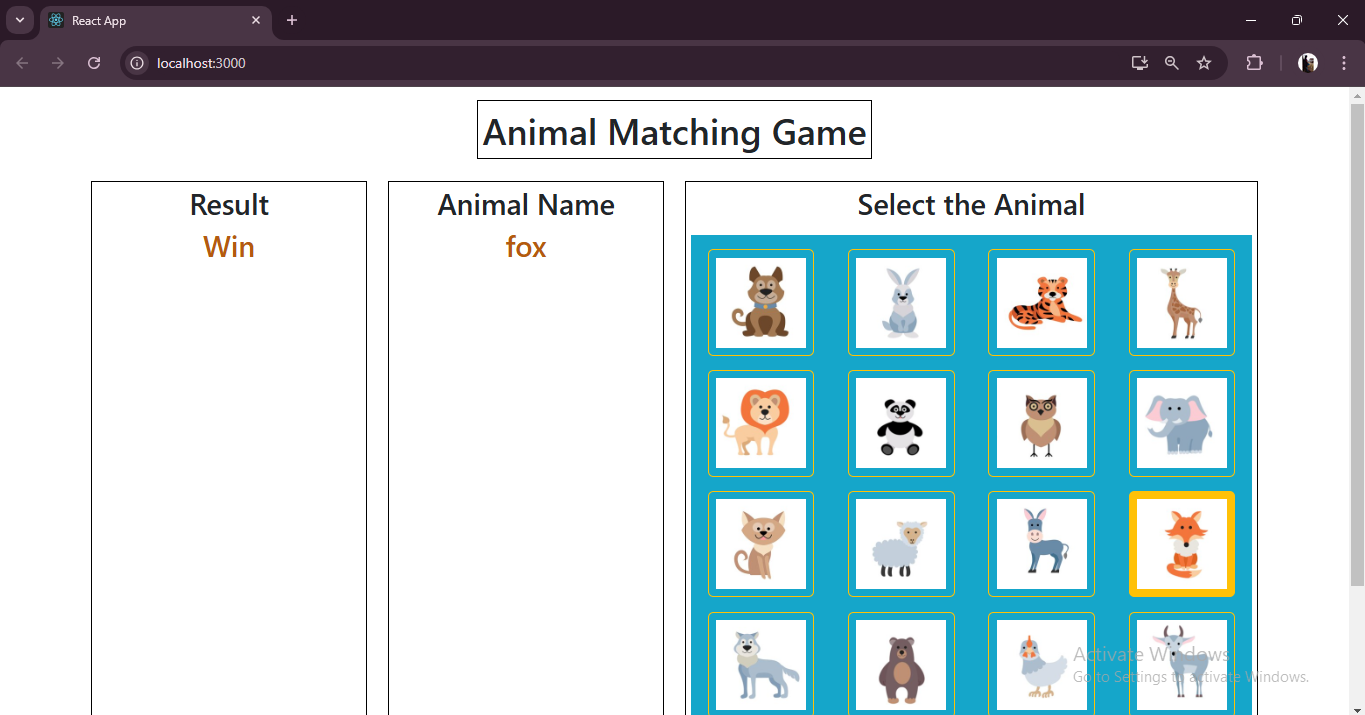 React App
localhost:3000
Animal Matching Game
Result
Win
Animal Name
fox
Select the Animal
Activate Windows
Go to Settings to activate Windows.